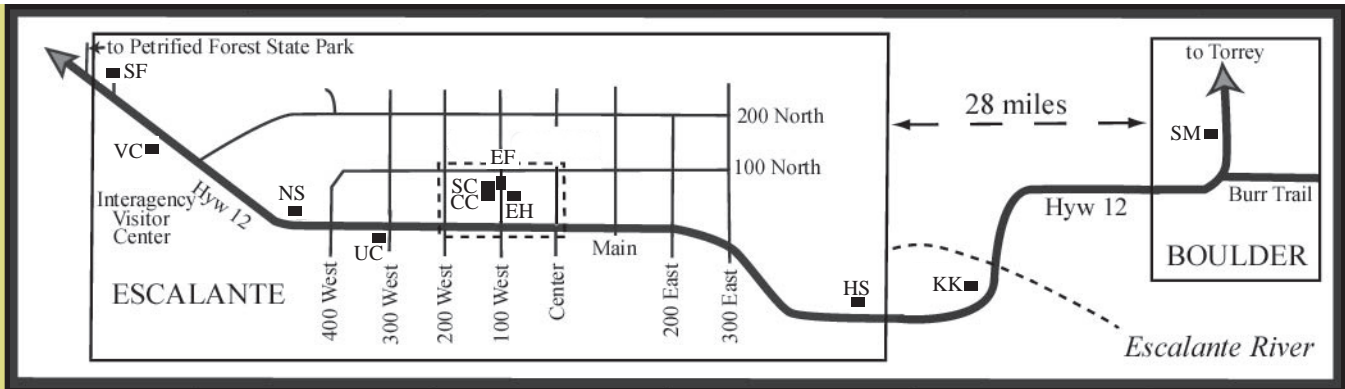 to Petrified Forest State Park
SF
VC
Interagency
Visitor
Center
Hyw 12
NS
UC
ESCALANTE
EF
SC
CC
EH
200 North
100 North
Main
400 West
300 West
200 West
100 West
Center
200 East
300 East
HS
28 miles
KK
Hyw 12
Escalante River
to Torrey
SM
Burr Trail
BOULDER